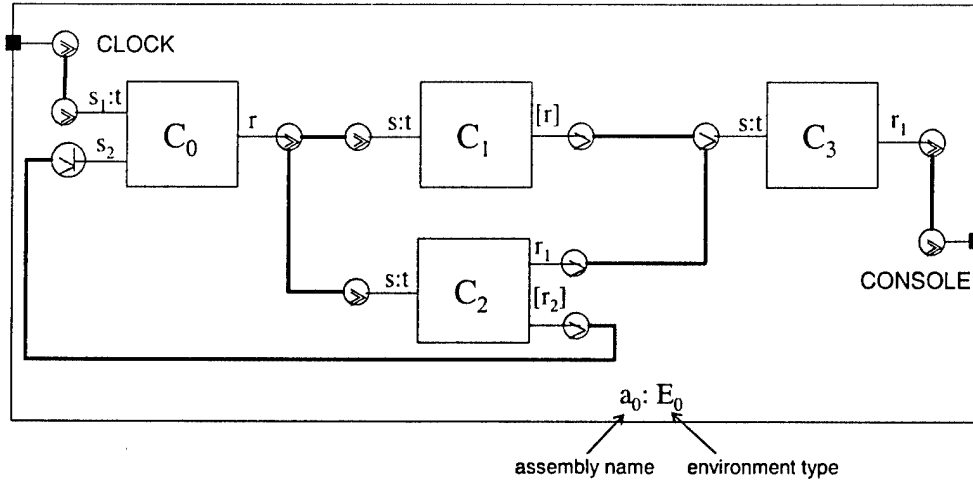 CLOCK
s₁:t
s₂
C₀
r
s:t
C₁
[r]
s:t
C₂
r₁
[r₂]
s:t
C₃
r₁
CONSOLE
a₀: E₀
assembly name
environment type